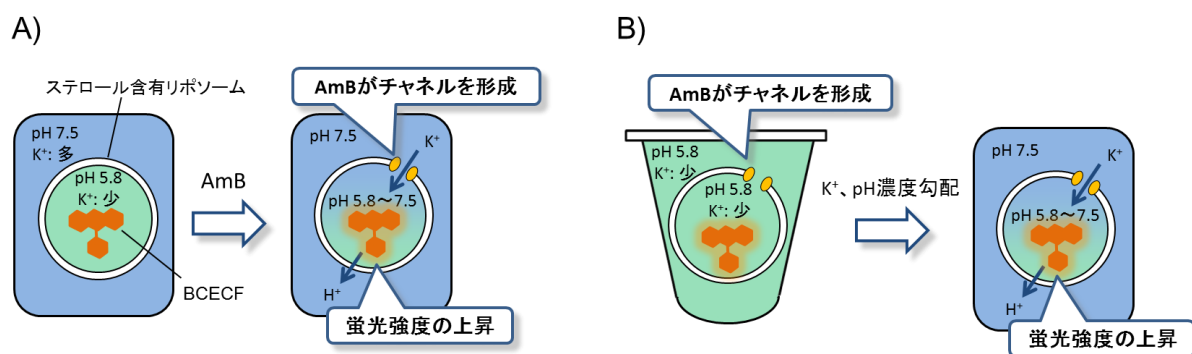 A)
ステロール含有リポソーム
pH 7.5
K⁺: 多
pH 5.8
K⁺: 少
BCECF
AmB
AmBがチャネルを形成
pH 7.5
K⁺
pH 5.8～7.5
H⁺
蛍光強度の上昇
B)
AmBがチャネルを形成
pH 5.8
K⁺: 少
pH 5.8
K⁺: 少
K⁺、pH濃度勾配
pH 7.5
K⁺
pH 5.8～7.5
H⁺
蛍光強度の上昇